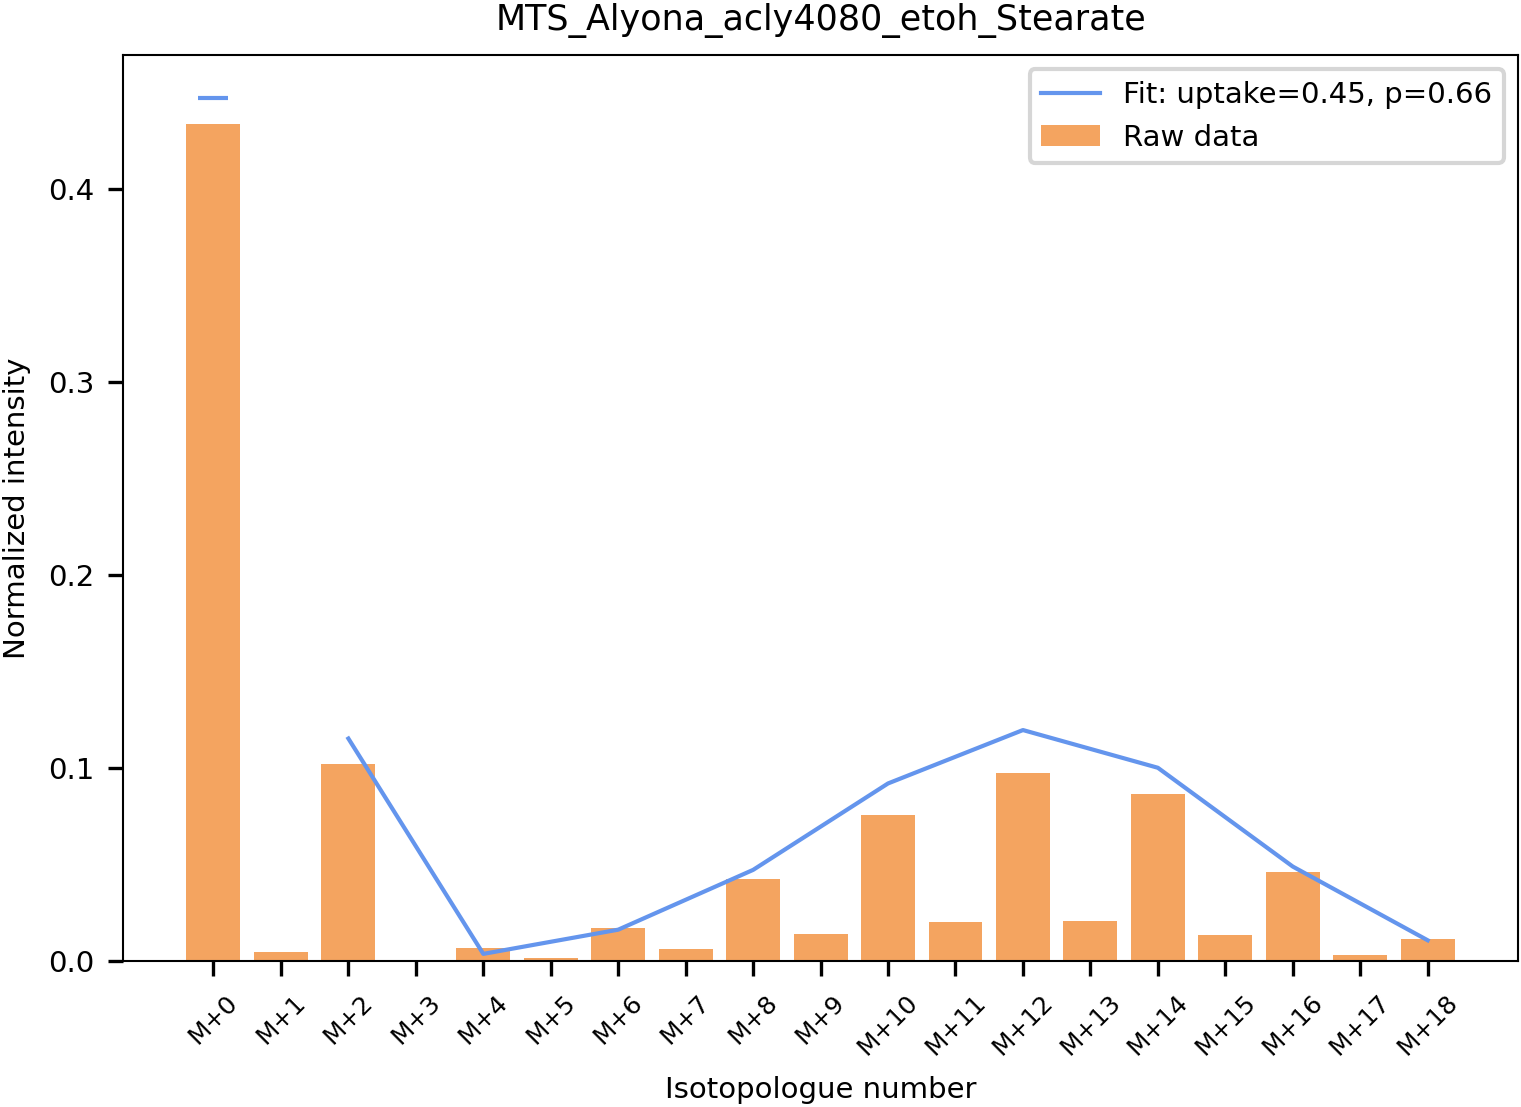 MTS_Alyona_acly4080_etoh_Stearate
Fit: uptake=0.45, p=0.66
Raw data
Normalized intensity
0.4
0.3
0.2
0.1
0.0
M+0 M+1 M+2 M+3 M+4 M+5 M+6 M+7 M+8 M+9 M+10 M+11 M+12 M+13 M+14 M+15 M+16 M+17 M+18
Isotopologue number